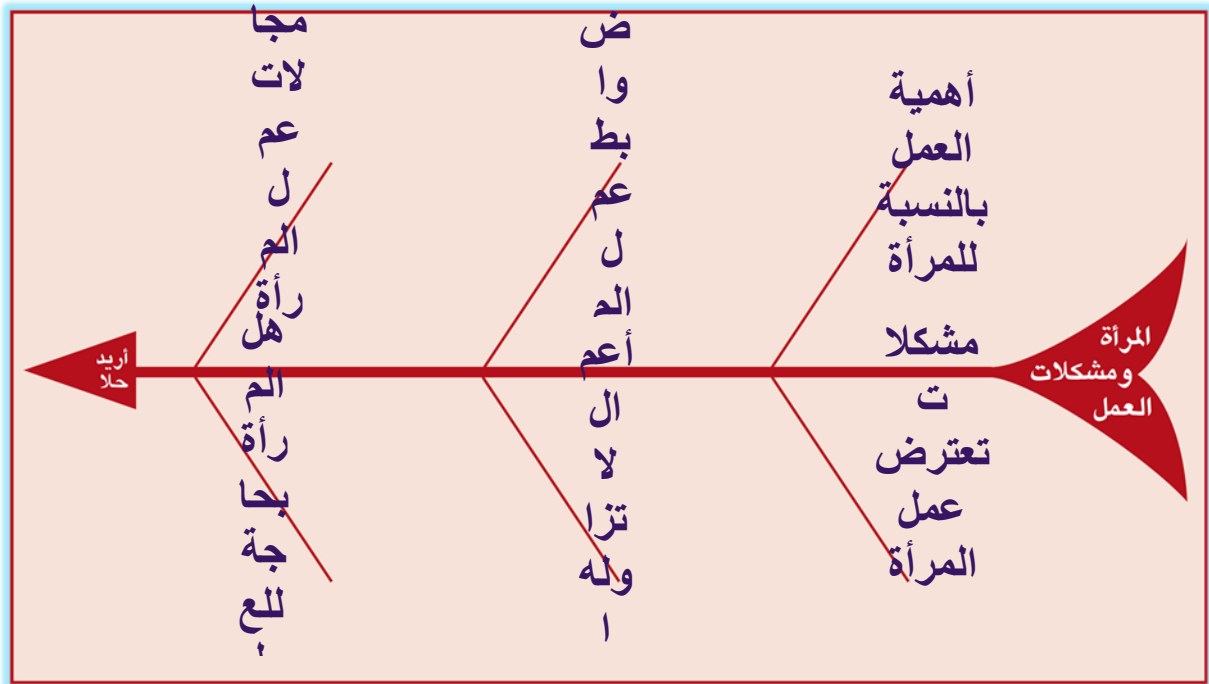 المرأة
ومشكلات
العمل
أهمية
العمل
بالنسبة
للمرأة
مشكلا
ت
تعترض
عمل
المرأة
ض
وا
بط
عم
ل
الم
أعم
ال
لا
تزا
وله
ا
مجا
لات
عم
ل
الم
رأة
هل
الم
رأة
بحا
جة
للع
أريد
حلا